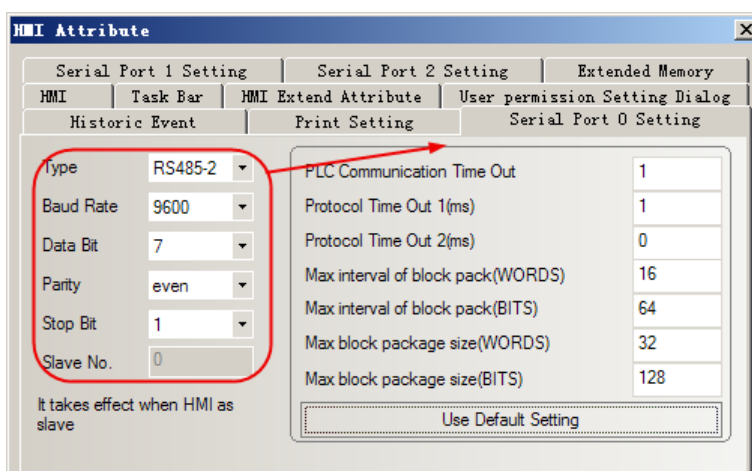 HMI Attribute
Serial Port 1 Setting Serial Port 2 Setting Extended Memory
HMI Task Bar HMI Extend Attribute User permission Setting Dialog
Historic Event Print Setting Serial Port 0 Setting
Type RS485-2
Baud Rate 9600
Data Bit 7
Parity even
Stop Bit 1
Slave No. 0
It takes effect when HMI as
slave
PLC Communication Time Out 1
Protocol Time Out 1(ms) 1
Protocol Time Out 2(ms) 0
Max interval of block pack(WORDS) 16
Max interval of block pack(BITS) 64
Max block package size(WORDS) 32
Max block package size(BITS) 128
Use Default Setting